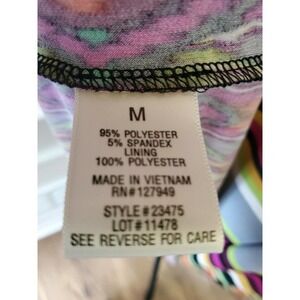 M
95% POLYESTER
5% SPANDEX
LINING
100% POLYESTER
MADE IN VIETNAM
RN#127949
STYLE#23475
LOT#11478
SEE REVERSE FOR CARE